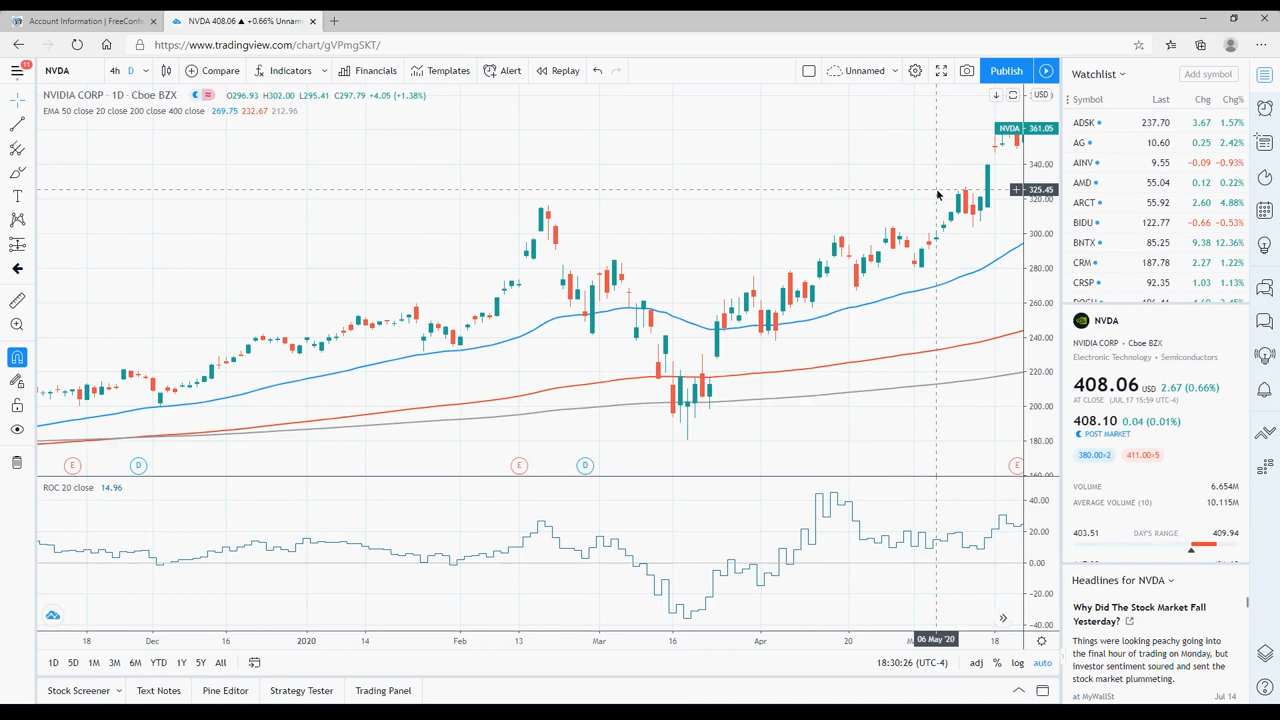 Account Information | FreeConfe
NVDA 408.06 ▲ +0.66% Unnam
https://www.tradingview.com/chart/gVPmgSKT/
11
NVDA 4h D Compare Indicators Financials Templates Alert Replay Unnamed Publish
NVIDIA CORP · 1D · Cboe BZX O296.93 H302.00 L295.41 C297.79 +4.05 (+1.38%)
EMA 50 close 20 close 200 close 400 close 269.75 232.67 212.96
USD
NVDA 361.05
340.00
325.45
320.00
300.00
280.00
260.00
240.00
220.00
200.00
180.00
160.00
E D E D E
ROC 20 close 14.96
40.00
20.00
0.00
-20.00
-40.00
18 Dec 16 2020 14 Feb 13 Mar 16 Apr 20 06 May '20 18
1D 5D 1M 3M 6M YTD 1Y 5Y All 18:30:26 (UTC-4) adj % log auto
Stock Screener Text Notes Pine Editor Strategy Tester Trading Panel
Watchlist Add symbol
Symbol Last Chg Chg%
ADSK 237.70 3.67 1.57%
AG 10.60 0.25 2.42%
AINV 9.55 -0.09 -0.93%
AMD 55.04 0.12 0.22%
ARCT 55.92 2.60 4.88%
BIDU 122.77 -0.66 -0.53%
BNTX 85.25 9.38 12.36%
CRM 187.78 2.27 1.22%
CRSP 92.35 1.03 1.13%
NVDA
NVIDIA CORP • Cboe BZX
Electronic Technology • Semiconductors
408.06 USD 2.67 (0.66%)
AT CLOSE (JUL 17 15:59 UTC-4)
408.10 0.04 (0.01%)
POST MARKET
380.00×2 411.00×5
VOLUME 6.654M
AVERAGE VOLUME (10) 10.115M
403.51 DAY'S RANGE 409.94
Headlines for NVDA
Why Did The Stock Market Fall
Yesterday?
Things were looking peachy going into
the final hour of trading on Monday, but
investor sentiment soured and sent the
stock market plummeting.
at MyWallSt Jul 14